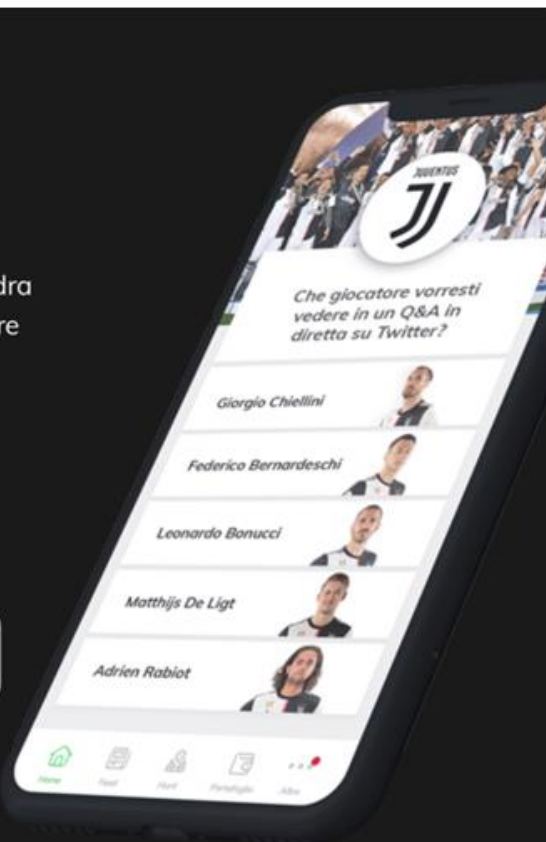 dra
re
JUVENTUS
Che giocatore vorresti
vedere in un Q&A in
diretta su Twitter?
Giorgio Chiellini
Federico Bernardeschi
Leonardo Bonucci
Matthijs De Ligt
Adrien Rabiot
Home
Feed
Hunt
Portafoglio
Altro